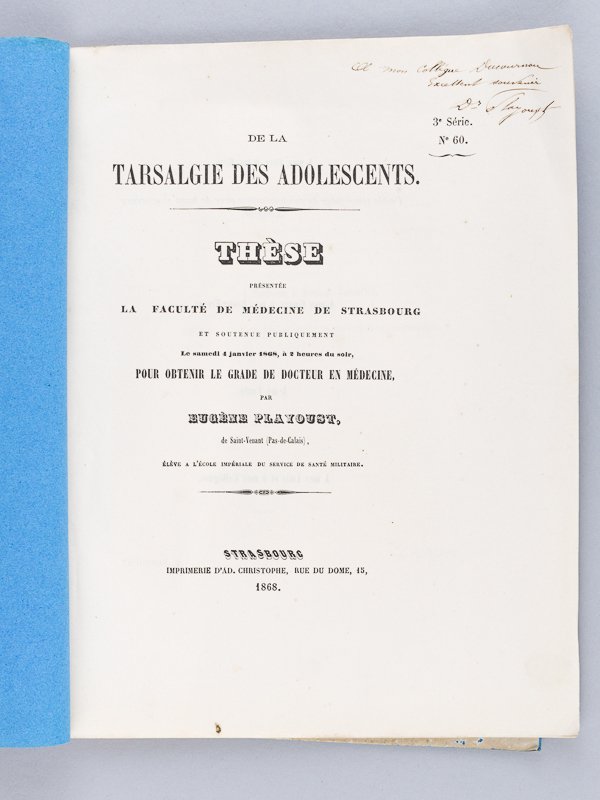 A mon Collègue Ducournau
Excellent souvenir
Dr Playoust
3e Série.
No 60.
DE LA
TARSALGIE DES ADOLESCENTS.
THÈSE
PRÉSENTÉE
LA FACULTÉ DE MÉDECINE DE STRASBOURG
ET SOUTENUE PUBLIQUEMENT
Le samedi 4 janvier 1868, à 2 heures du soir,
POUR OBTENIR LE GRADE DE DOCTEUR EN MÉDECINE,
PAR
EUGÈNE PLAYOUST,
de Saint-Venant (Pas-de-Calais),
ÉLÈVE A L'ÉCOLE IMPÉRIALE DU SERVICE DE SANTÉ MILITAIRE.
STRASBOURG
IMPRIMERIE D'AD. CHRISTOPHE, RUE DU DOME, 15,
1868.